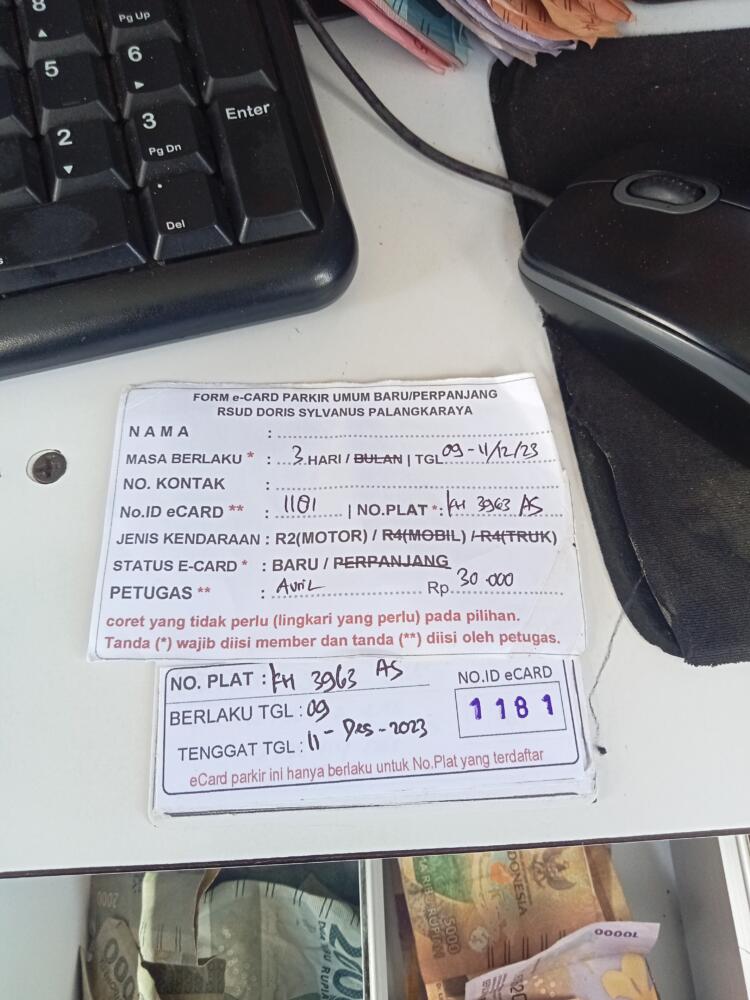 8
Pg Up
5
6
Enter
2
3
Pg Dn
Del
FORM e-CARD PARKIR UMUM BARU/PERPANJANG
RSUD DORIS SYLVANUS PALANGKARAYA
NAMA :
MASA BERLAKU * : 3 HARI / BULAN | TGL 09 - 11/12/23
NO. KONTAK :
No.ID eCARD ** : 1181 | NO.PLAT * : KH 3963 AS
JENIS KENDARAAN : R2(MOTOR) / R4(MOBIL) / R4(TRUK)
STATUS E-CARD * : BARU / PERPANJANG
PETUGAS ** : AVRIL Rp. 30.000
coret yang tidak perlu (lingkari yang perlu) pada pilihan.
Tanda (*) wajib diisi member dan tanda (**) diisi oleh petugas.
NO. PLAT : KH 3963 AS
NO.ID eCARD
1181
BERLAKU TGL : 09
TENGGAT TGL : 11 - Des - 2023
eCard parkir ini hanya berlaku untuk No.Plat yang terdaftar
2000
INDONESIA
5000
10000